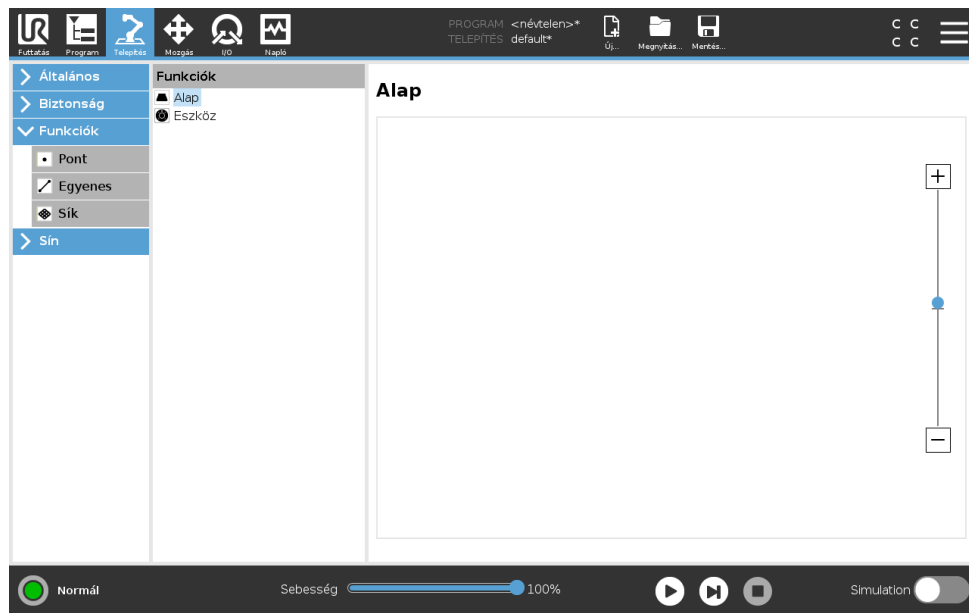 Futtatás
Program
Telepítés
Mozgás
I/O
Napló
PROGRAM <névtelen>*
TELEPÍTÉS default*
Új...
Megnyitás...
Mentés...
C C
C C
Általános
Biztonság
Funkciók
Pont
Egyenes
Sík
Sín
Funkciók
Alap
Eszköz
Alap
Normál
Sebesség
100%
Simulation